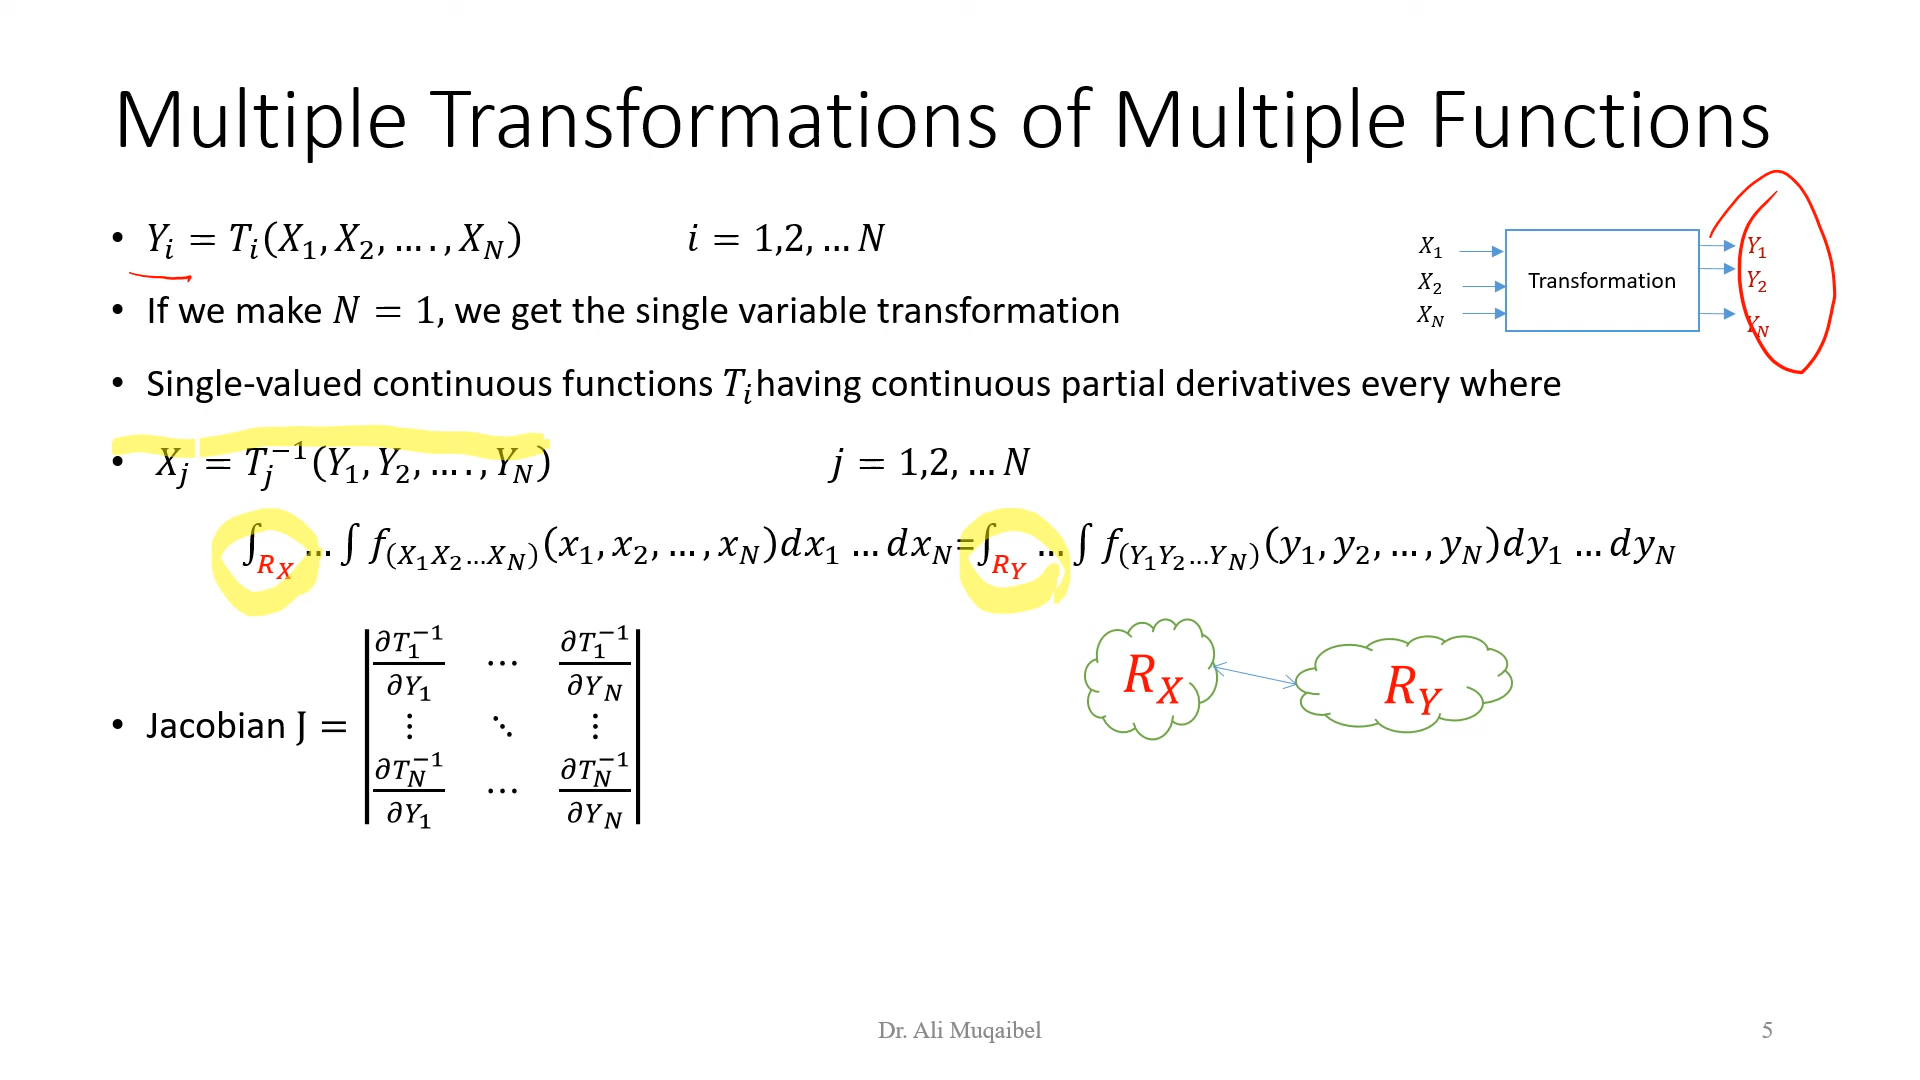 Multiple Transformations of Multiple Functions
• Yᵢ = Tᵢ(X₁, X₂, … . , X_N)    i = 1,2, … N
X₁
X₂
X_N
Transformation
Y₁
Y₂
Y_N
• If we make N = 1, we get the single variable transformation
• Single-valued continuous functions Tᵢ having continuous partial derivatives every where
• Xⱼ = Tⱼ⁻¹(Y₁, Y₂, … . , Y_N)    j = 1,2, … N
∫_{R_X} … ∫ f_{(X₁X₂…X_N)}(x₁, x₂, … , x_N)dx₁ … dx_N=∫_{R_Y} … ∫ f_{(Y₁Y₂…Y_N)}(y₁, y₂, … , y_N)dy₁ … dy_N
• Jacobian J = | ∂T₁⁻¹/∂Y₁ ⋯ ∂T₁⁻¹/∂Y_N
⋮ ⋱ ⋮
∂T_N⁻¹/∂Y₁ ⋯ ∂T_N⁻¹/∂Y_N |
R_X
R_Y
Dr. Ali Muqaibel
5